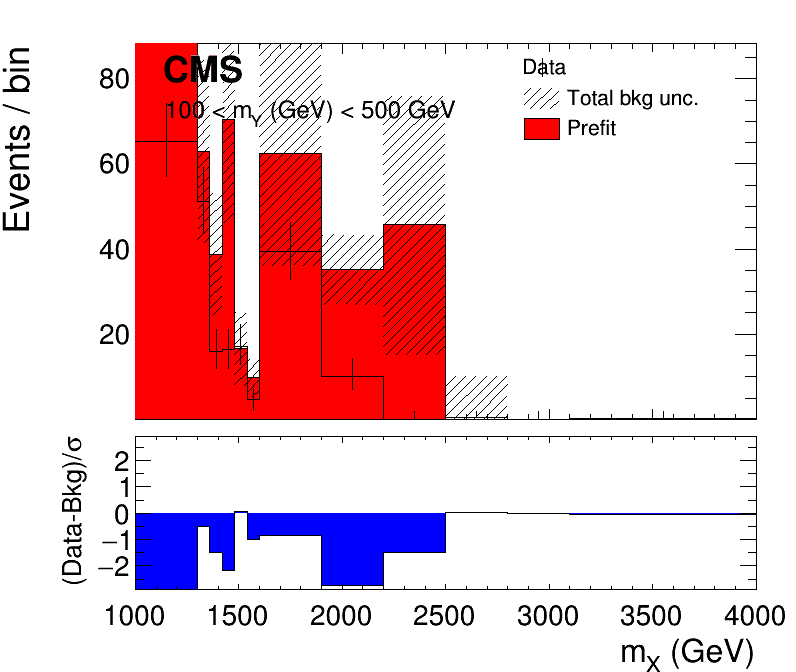 Events / bin
80
60
40
20
CMS
100 < m_Y (GeV) < 500 GeV
Data
Total bkg unc.
Prefit
(Data-Bkg)/σ
2
1
0
−1
−2
1000 1500 2000 2500 3000 3500 4000
m_X (GeV)